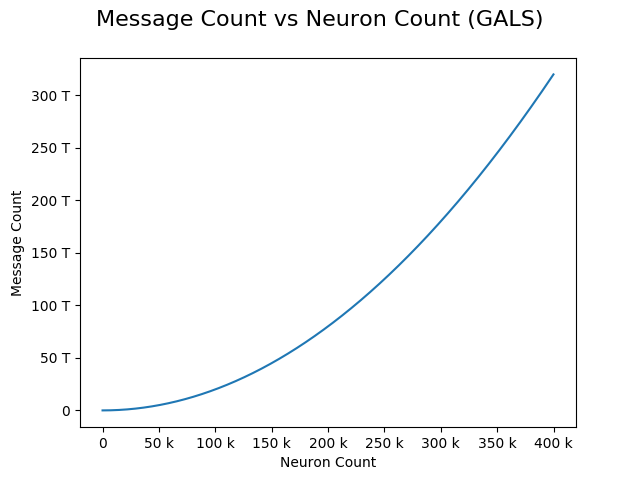 Message Count vs Neuron Count (GALS)
300 T
250 T
200 T
150 T
100 T
50 T
0
Message Count
0 50 k 100 k 150 k 200 k 250 k 300 k 350 k 400 k
Neuron Count